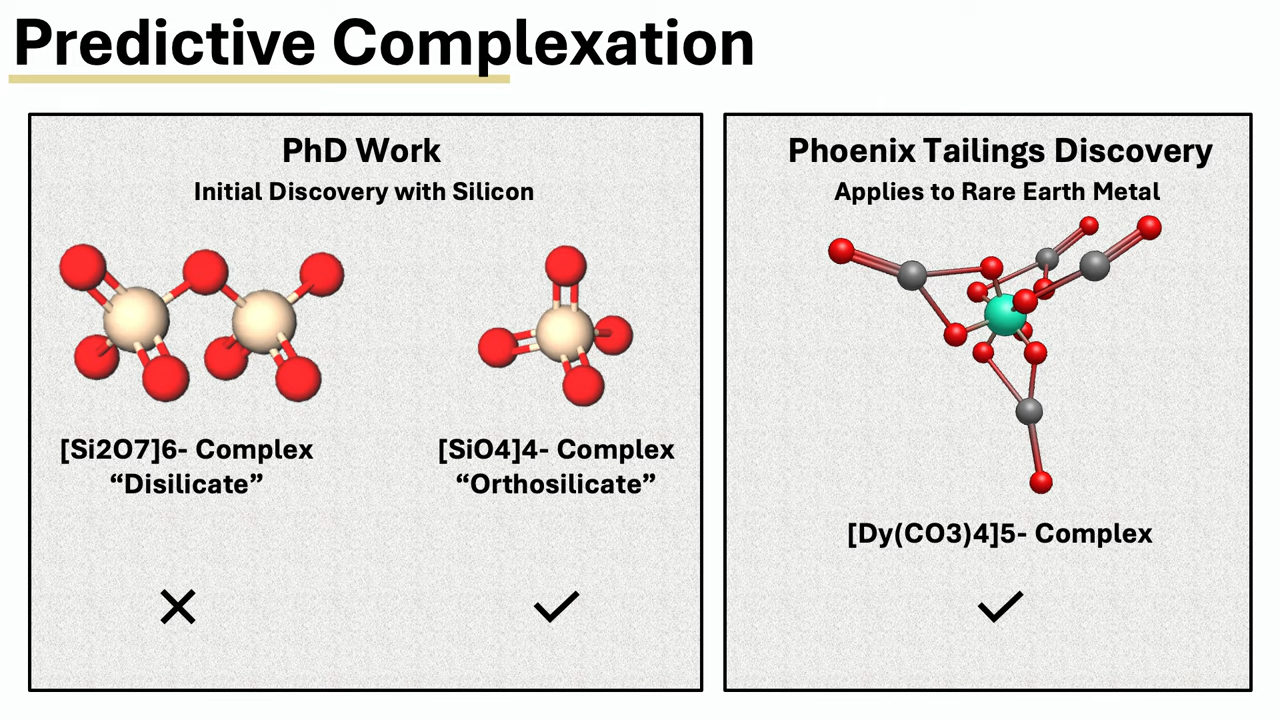 Predictive Complexation
PhD Work
Initial Discovery with Silicon
[Si2O7]6- Complex
“Disilicate”
[SiO4]4- Complex
“Orthosilicate”
Phoenix Tailings Discovery
Applies to Rare Earth Metal
[Dy(CO3)4]5- Complex